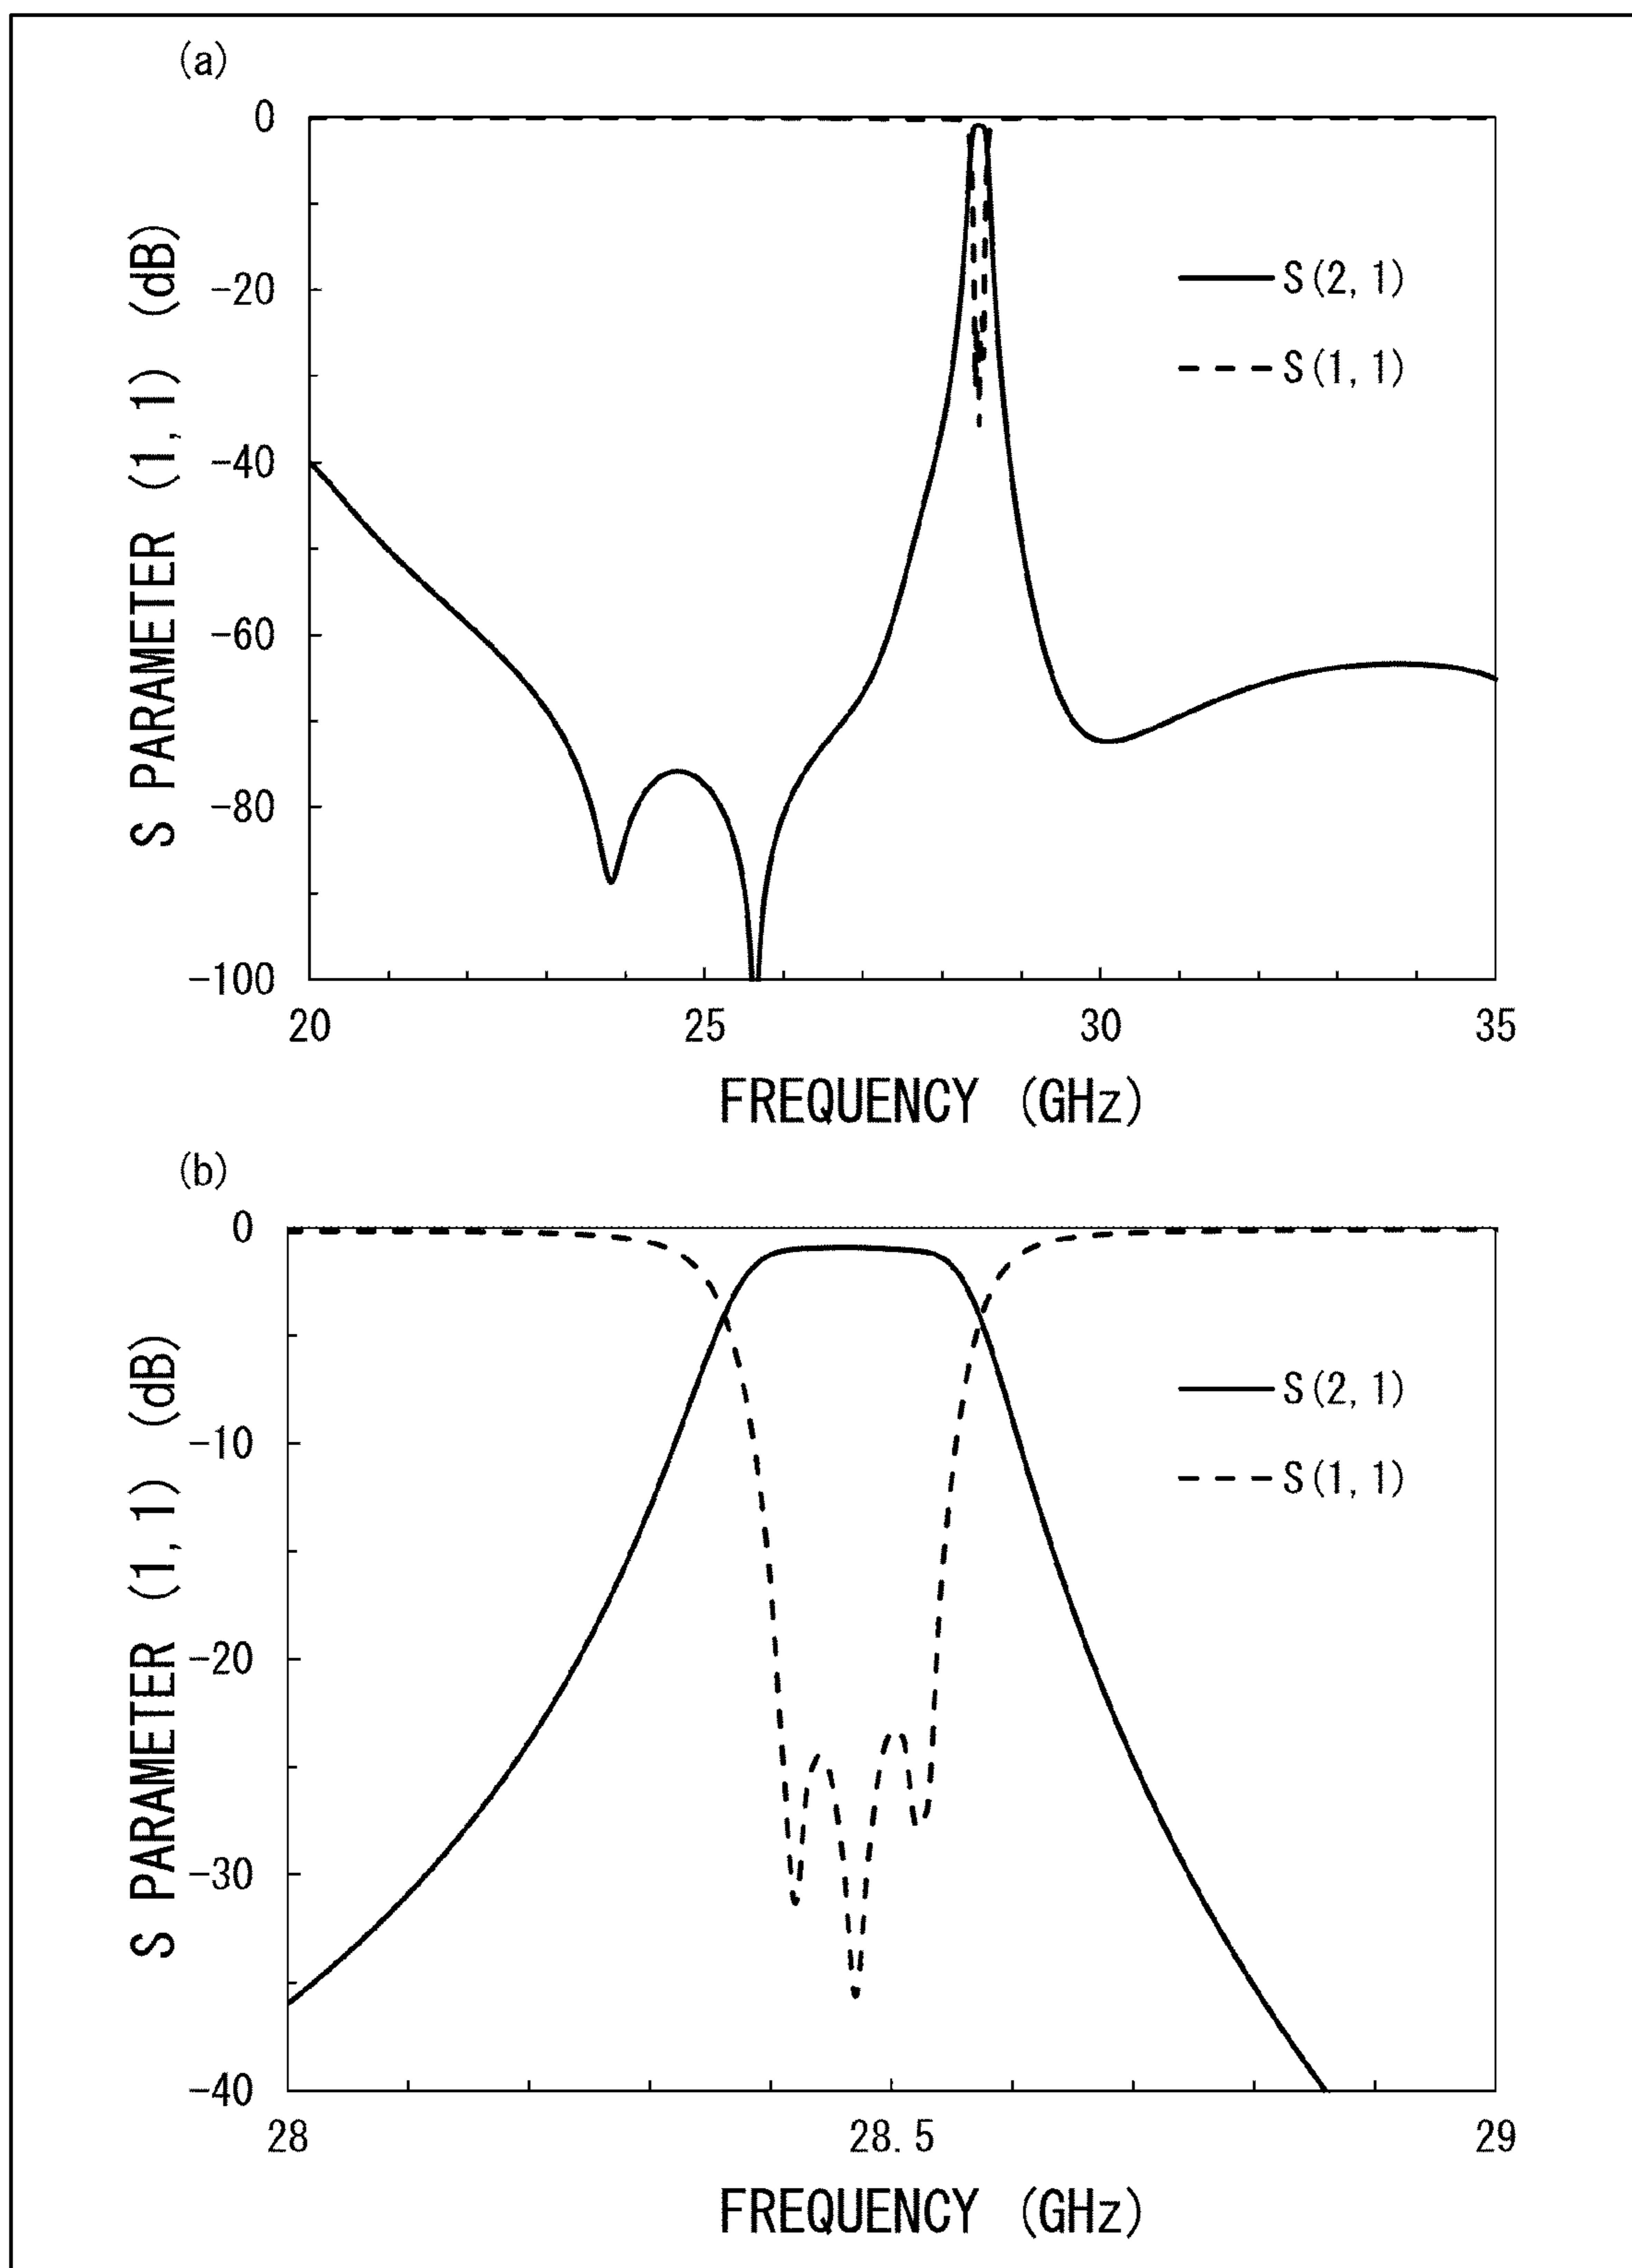 (a)
S PARAMETER (1,1) (dB)
0
-20
-40
-60
-80
-100
S(2,1)
S(1,1)
20 25 30 35
FREQUENCY (GHz)
(b)
S PARAMETER (1,1) (dB)
0
-10
-20
-30
-40
S(2,1)
S(1,1)
28 28.5 29
FREQUENCY (GHz)